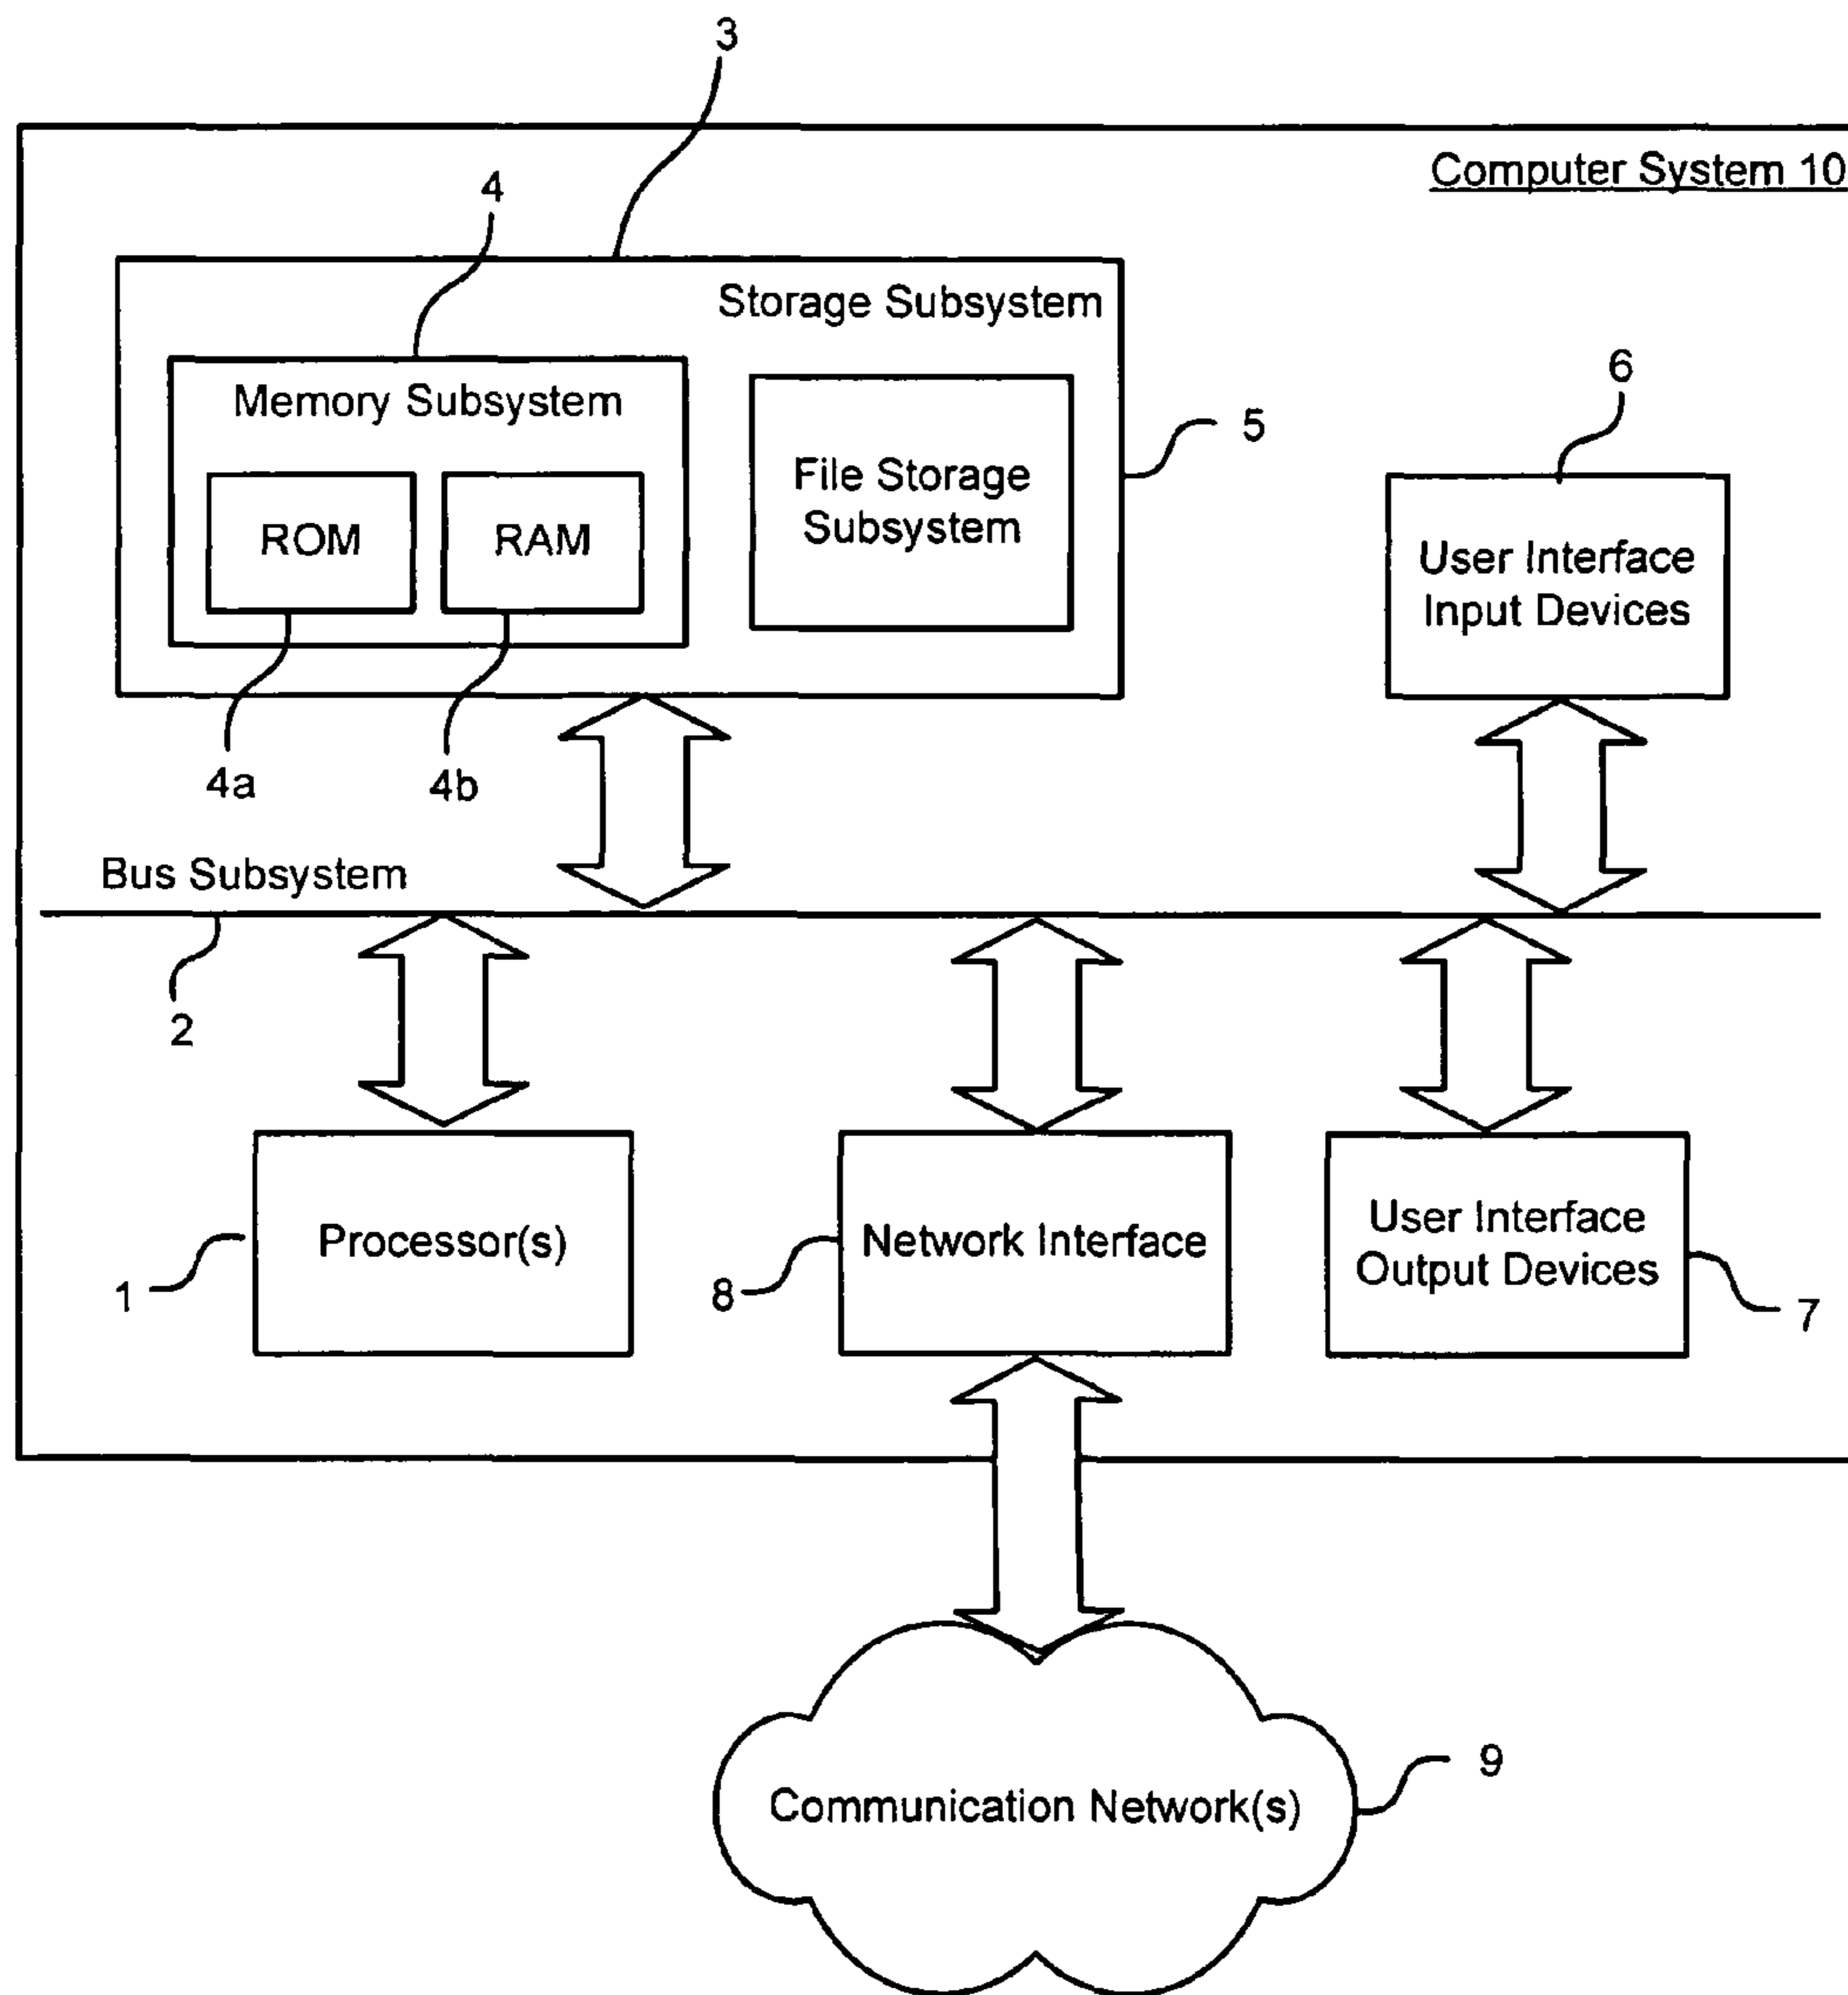 3
Computer System 10
4
Storage Subsystem
Memory Subsystem
6
5
File Storage
Subsystem
ROM
RAM
User Interface
Input Devices
4a
4b
Bus Subsystem
2
Processor(s)
Network Interface
User Interface
Output Devices
1
8
7
9
Communication Network(s)